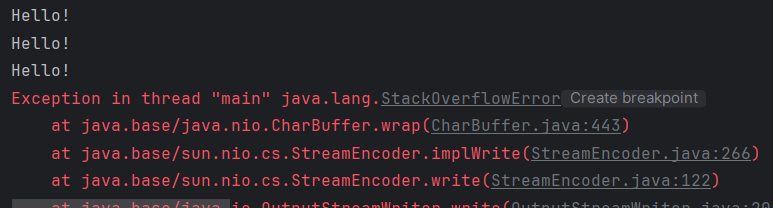 Hello!
Hello!
Hello!
Exception in thread "main" java.lang.StackOverflowError Create breakpoint
    at java.base/java.nio.CharBuffer.wrap(CharBuffer.java:443)
    at java.base/sun.nio.cs.StreamEncoder.implWrite(StreamEncoder.java:266)
    at java.base/sun.nio.cs.StreamEncoder.write(StreamEncoder.java:122)
    at java.base/java.io.OutputStreamWriter.write(OutputStreamWriter.java:20